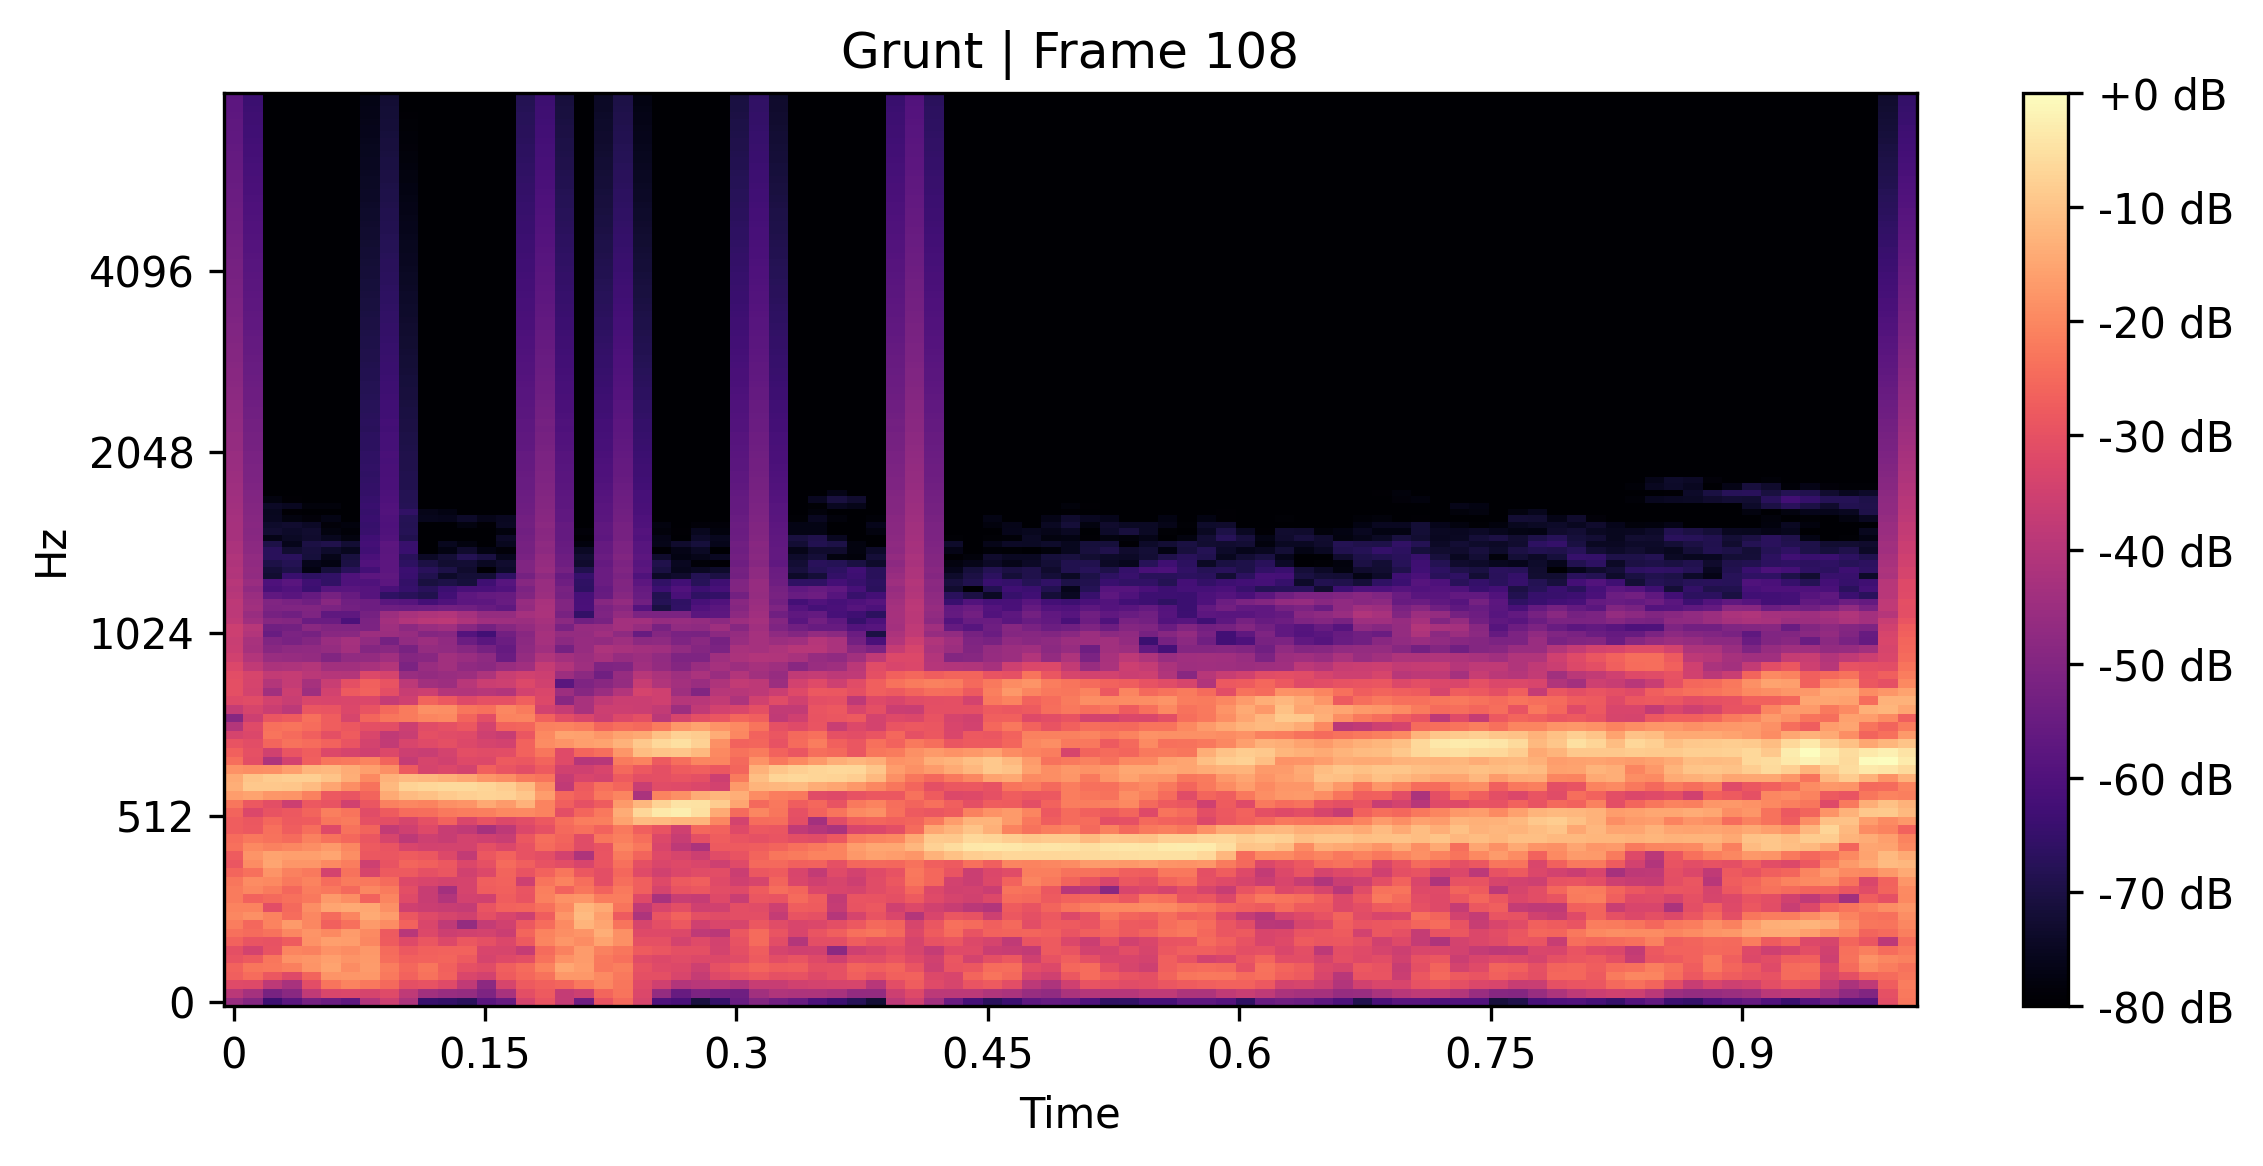 Grunt | Frame 108
+0 dB
-10 dB
-20 dB
-30 dB
-40 dB
-50 dB
-60 dB
-70 dB
-80 dB
Hz
4096
2048
1024
512
0
0 0.15 0.3 0.45 0.6 0.75 0.9
Time